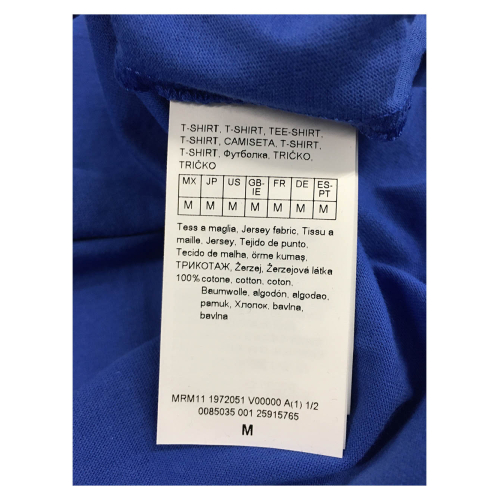 T-SHIRT, T-SHIRT, TEE-SHIRT,
T-SHIRT, CAMISETA, T-SHIRT,
T-SHIRT, Футболка, TRIČKO,
TRIČKO
MX JP US GB-IE FR DE ES-PT
M M M M M M M
Tess a maglia, Jersey fabric, Tissu a
maille, Jersey, Tejido de punto,
Tecido de malha, örme kumaş,
ТРИКОТАЖ, Žerzej, Žerzejová látka
100% cotone, cotton, coton,
Baumwolle, algodón, algodao,
pamuk, Хлопок, bavlna,
bavlna
MRM11 1972051 V00000 A(1) 1/2
0085035 001 25915765
M